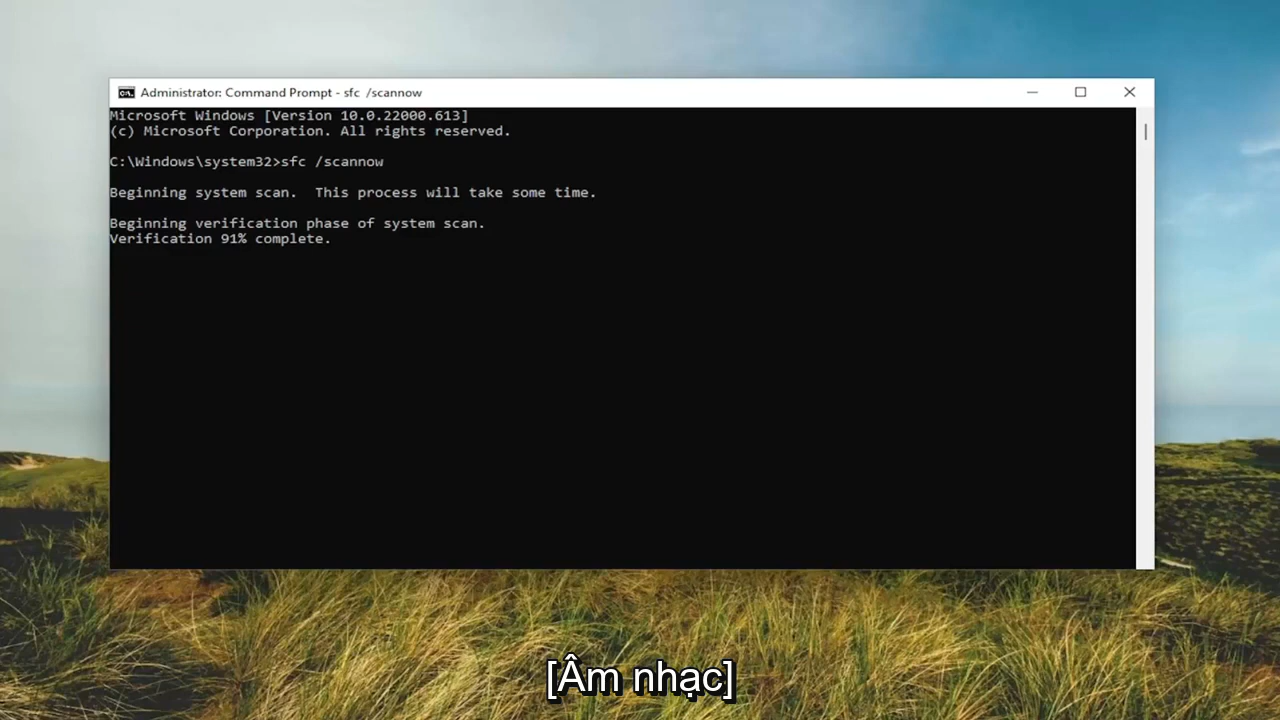 Administrator: Command Prompt - sfc  /scannow
Microsoft Windows [Version 10.0.22000.613]
(c) Microsoft Corporation. All rights reserved.
C:\Windows\system32>sfc /scannow
Beginning system scan.  This process will take some time.
Beginning verification phase of system scan.
Verification 91% complete.
[Âm nhạc]